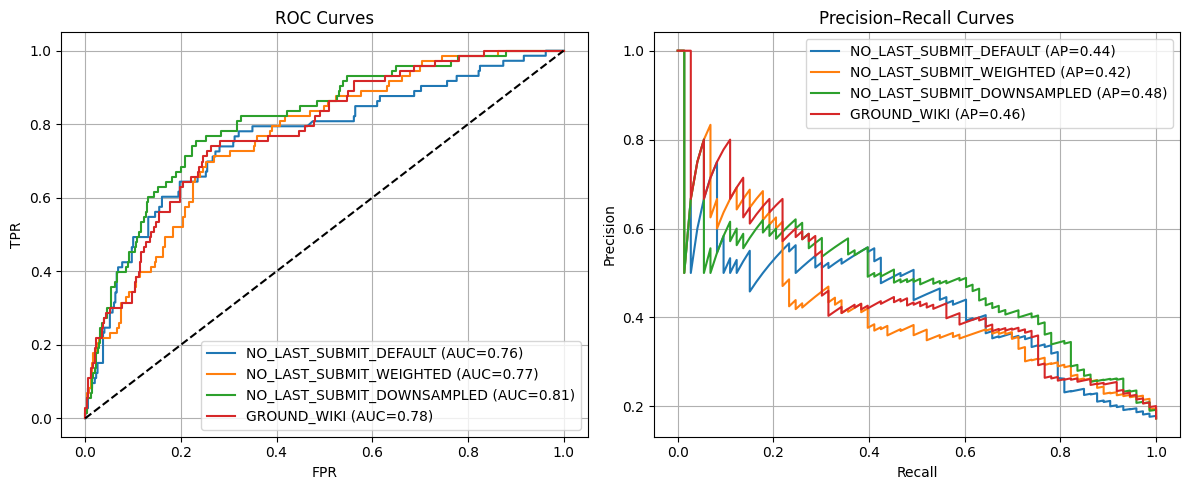 ROC Curves
1.0
0.8
0.6
0.4
0.2
0.0
TPR
0.0 0.2 0.4 0.6 0.8 1.0
FPR
NO_LAST_SUBMIT_DEFAULT (AUC=0.76)
NO_LAST_SUBMIT_WEIGHTED (AUC=0.77)
NO_LAST_SUBMIT_DOWNSAMPLED (AUC=0.81)
GROUND_WIKI (AUC=0.78)
Precision–Recall Curves
1.0
0.8
0.6
0.4
0.2
Precision
0.0 0.2 0.4 0.6 0.8 1.0
Recall
NO_LAST_SUBMIT_DEFAULT (AP=0.44)
NO_LAST_SUBMIT_WEIGHTED (AP=0.42)
NO_LAST_SUBMIT_DOWNSAMPLED (AP=0.48)
GROUND_WIKI (AP=0.46)